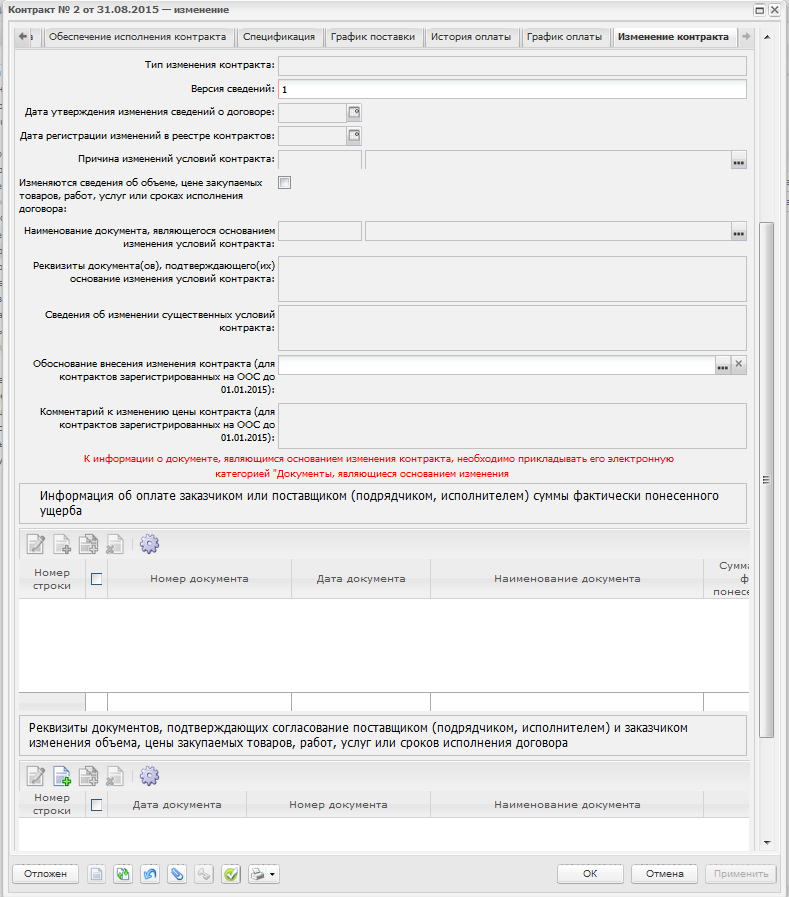 Контракт № 2 от 31.08.2015 — изменение
а
Обеспечение исполнения контракта
Спецификация
График поставки
История оплаты
График оплаты
Изменение контракта
Тип изменения контракта:
Версия сведений:
1
Дата утверждения изменения сведений о договоре:
Дата регистрации изменений в реестре контрактов:
Причина изменений условий контракта:
...
Изменяются сведения об объеме, цене закупаемых
товаров, работ, услуг или сроках исполнения
договора:
Наименование документа, являегося основанием
изменения условий контракта:
...
Реквизиты документа(ов), подтверждающего(их)
основание изменения условий контракта:
Сведения об изменении существенных условий
контракта:
Обоснование внесения изменения контракта (для
контрактов зарегистрированных на ООС до
01.01.2015):
...
Комментарий к изменению цены контракта (для
контрактов зарегистрированных на ООС до
01.01.2015):
К информации о документе, являющимся основанием изменения контракта, необходимо прикладывать его электронную
категорией "Документы, являющиеся основанием изменения
Информация об оплате заказчиком или поставщиком (подрядчиком, исполнителем) суммы фактически понесенного
ущерба
Номер
строки
Номер документа
Дата документа
Наименование документа
Сумма
ф
понесе
Реквизиты документов, подтверждающих согласование поставщиком (подрядчиком, исполнителем) и заказчиком
изменения объема, цены закупаемых товаров, работ, услуг или сроков исполнения договора
Номер
строки
Дата документа
Номер документа
Наименование документа
Отложен
ОК
Отмена
Применить